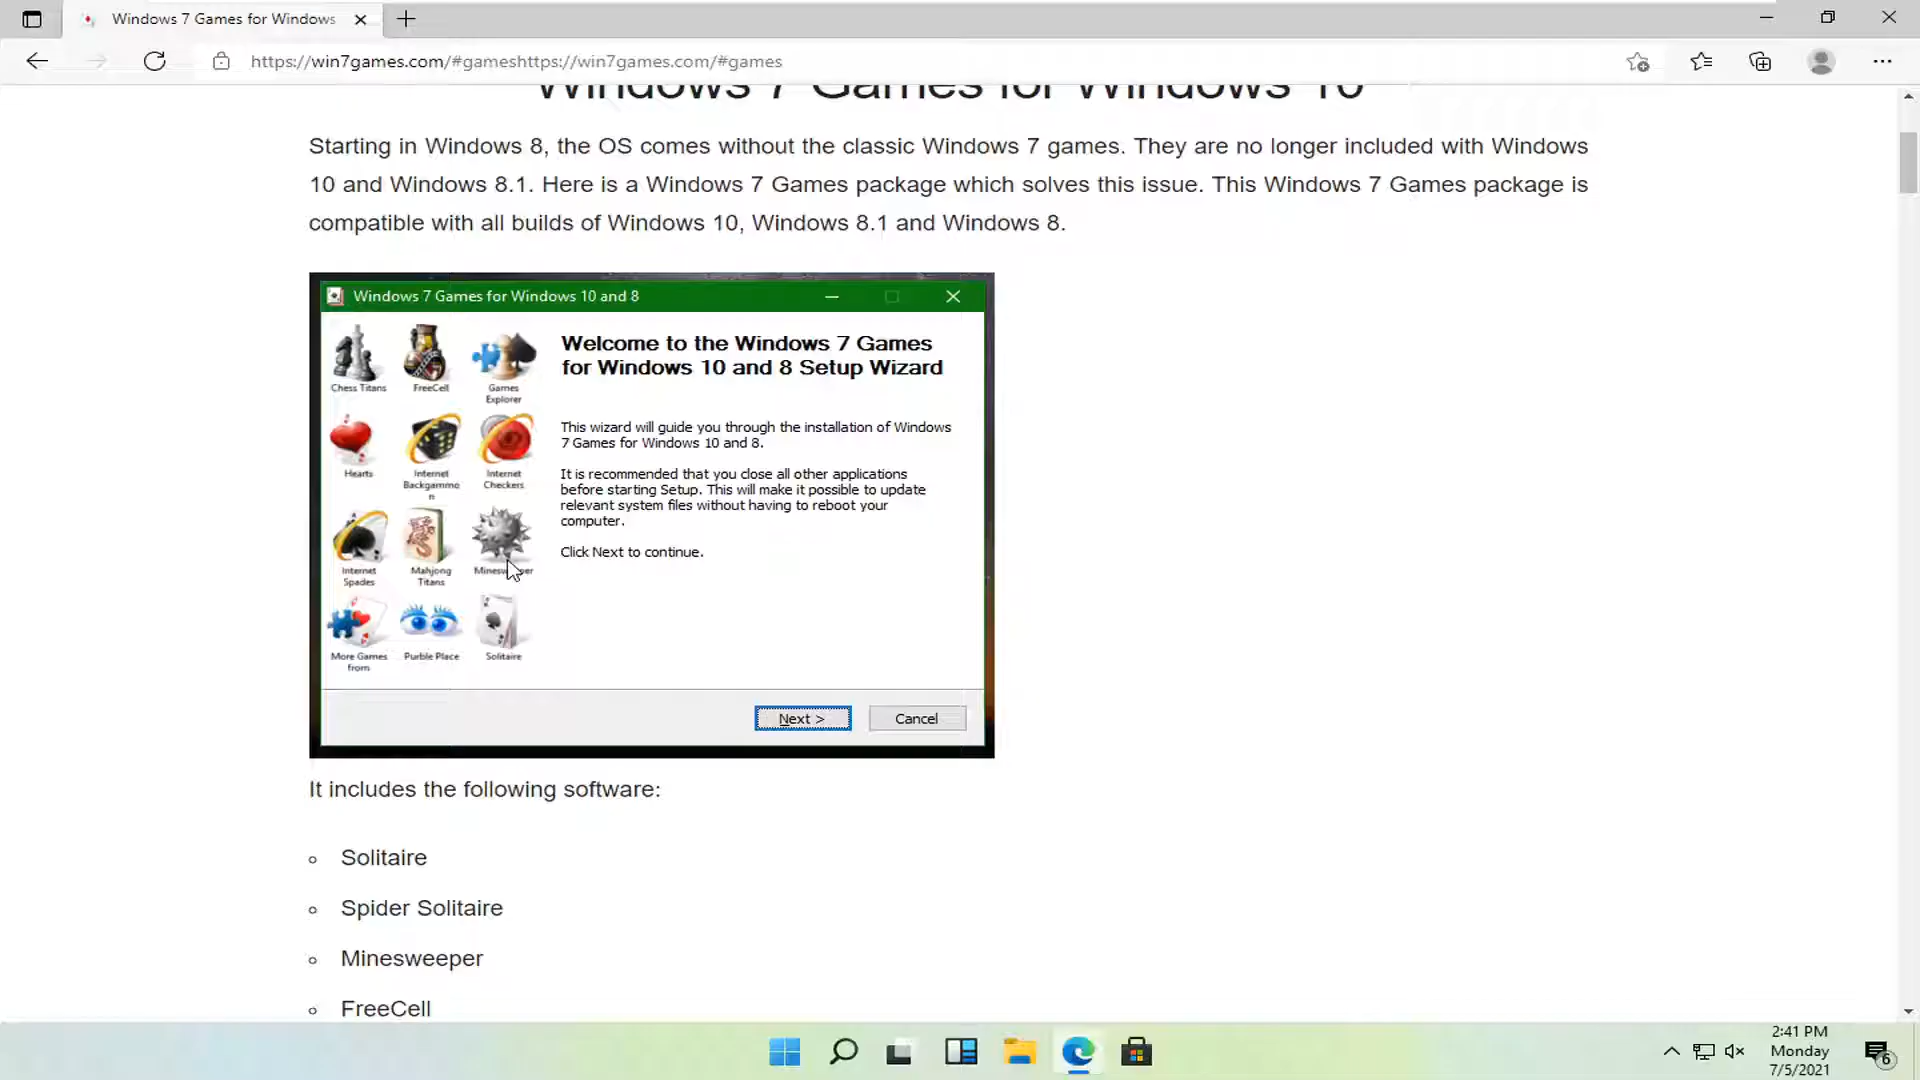 Windows 7 Games for Windows
https://win7games.com/#gameshttps://win7games.com/#games
Windows 7 Games for Windows 10
Starting in Windows 8, the OS comes without the classic Windows 7 games. They are no longer included with Windows
10 and Windows 8.1. Here is a Windows 7 Games package which solves this issue. This Windows 7 Games package is
compatible with all builds of Windows 10, Windows 8.1 and Windows 8.
Windows 7 Games for Windows 10 and 8
Chess Titans
FreeCell
Games
Explorer
Hearts
Internet
Backgammo
n
Internet
Checkers
Internet
Spades
Mahjong
Titans
Minesweeper
More Games
from
Purble Place
Solitaire
Welcome to the Windows 7 Games
for Windows 10 and 8 Setup Wizard
This wizard will guide you through the installation of Windows
7 Games for Windows 10 and 8.
It is recommended that you close all other applications
before starting Setup. This will make it possible to update
relevant system files without having to reboot your
computer.
Click Next to continue.
Next >
Cancel
It includes the following software:
Solitaire
Spider Solitaire
Minesweeper
FreeCell
2:41 PM
Monday
7/5/2021
6